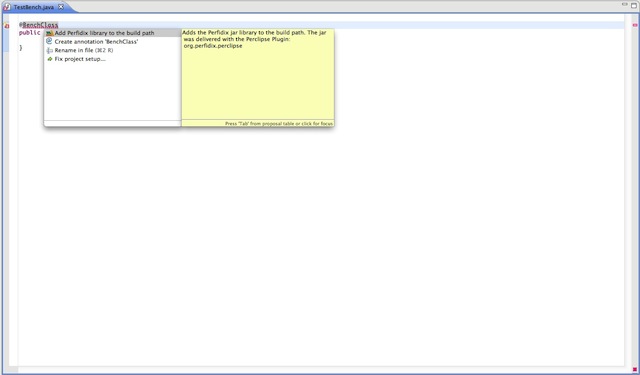 TestBench.java
@BenchClass
public
}
Add Perfidix library to the build path
Create annotation 'BenchClass'
Rename in file (⌘2 R)
Fix project setup...
Adds the Perfidix jar library to the build path. The jar
was delivered with the Perclipse Plugin:
org.perfidix.perclipse
Press 'Tab' from proposal table or click for focus